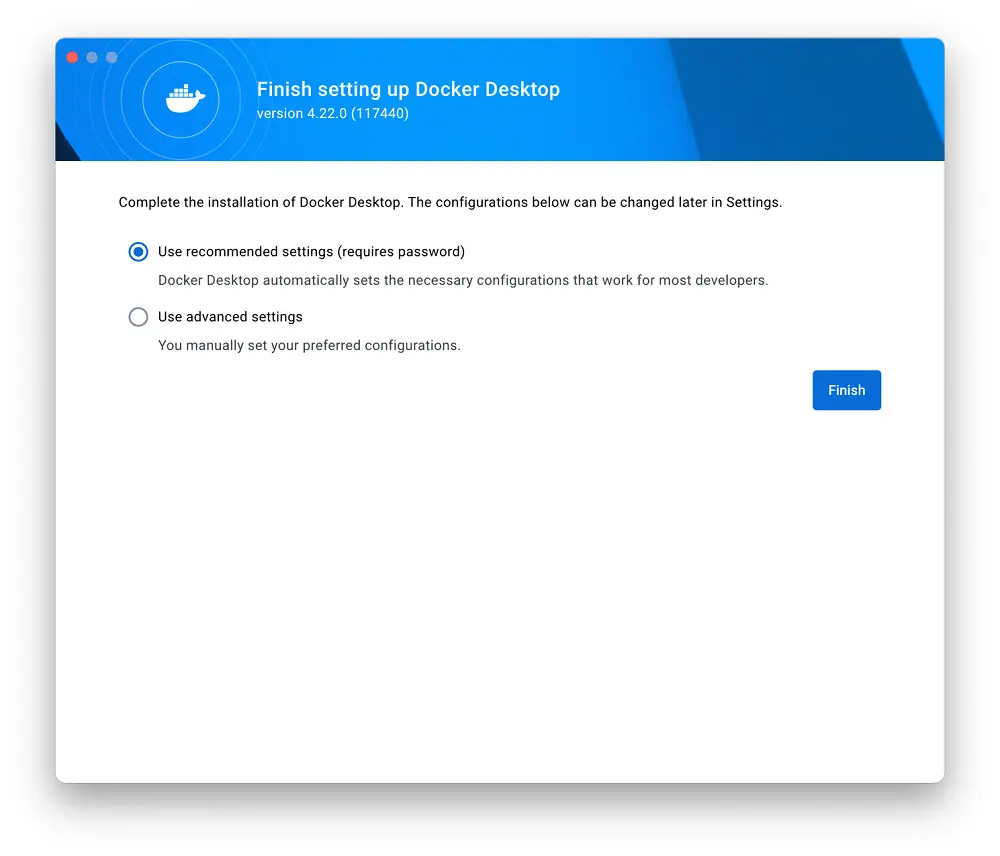 Finish setting up Docker Desktop
version 4.22.0 (117440)
Complete the installation of Docker Desktop. The configurations below can be changed later in Settings.
Use recommended settings (requires password)
Docker Desktop automatically sets the necessary configurations that work for most developers.
Use advanced settings
You manually set your preferred configurations.
Finish